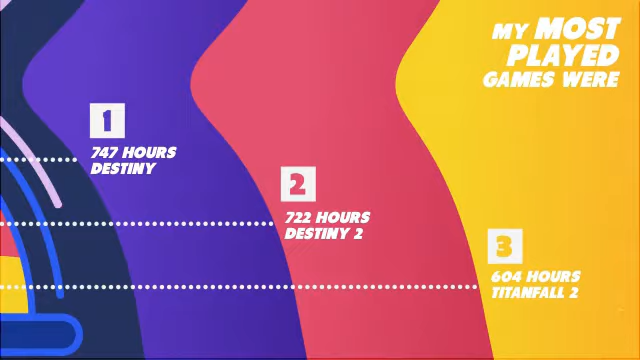 MY MOST
PLAYED
GAMES WERE
1
747 HOURS
DESTINY
2
722 HOURS
DESTINY 2
3
604 HOURS
TITANFALL 2